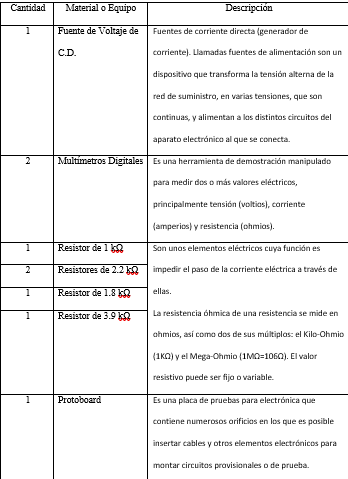 Cantidad Material o Equipo Descripción
1 Fuente de Voltaje de C.D. Fuentes de corriente directa (generador de
corriente). Llamadas fuentes de alimentación son un
dispositivo que transforma la tensión alterna de la
red de suministro, en varias tensiones, que son
continuas, y alimentan a los distintos circuitos del
aparato electrónico al que se conecta.
2 Multímetros Digitales Es una herramienta de demostración manipulado
para medir dos o más valores eléctricos,
principalmente tensión (voltios), corriente
(amperios) y resistencia (ohmios).
1 Resistor de 1 kΩ
2 Resistores de 2.2 kΩ
1 Resistor de 1.8 kΩ
1 Resistor de 3.9 kΩ
Son unos elementos eléctricos cuya función es
impedir el paso de la corriente eléctrica a través de
ellas.
La resistencia óhmica de una resistencia se mide en
ohmios, así como dos de sus múltiplos: el Kilo-Ohmio
(1KΩ) y el Mega-Ohmio (1MΩ=106Ω). El valor
resistivo puede ser fijo o variable.
1 Protoboard Es una placa de pruebas para electrónica que
contiene numerosos orificios en los que es posible
insertar cables y otros elementos electrónicos para
montar circuitos provisionales o de prueba.